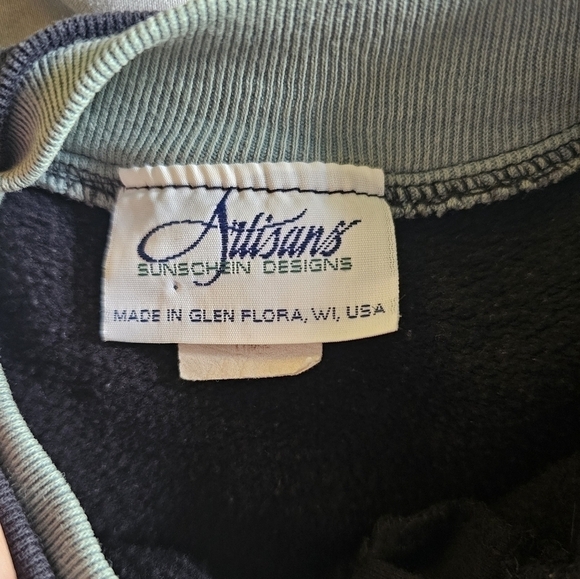 Artisans
SUNSCHEIN DESIGNS
MADE IN GLEN FLORA, WI, USA